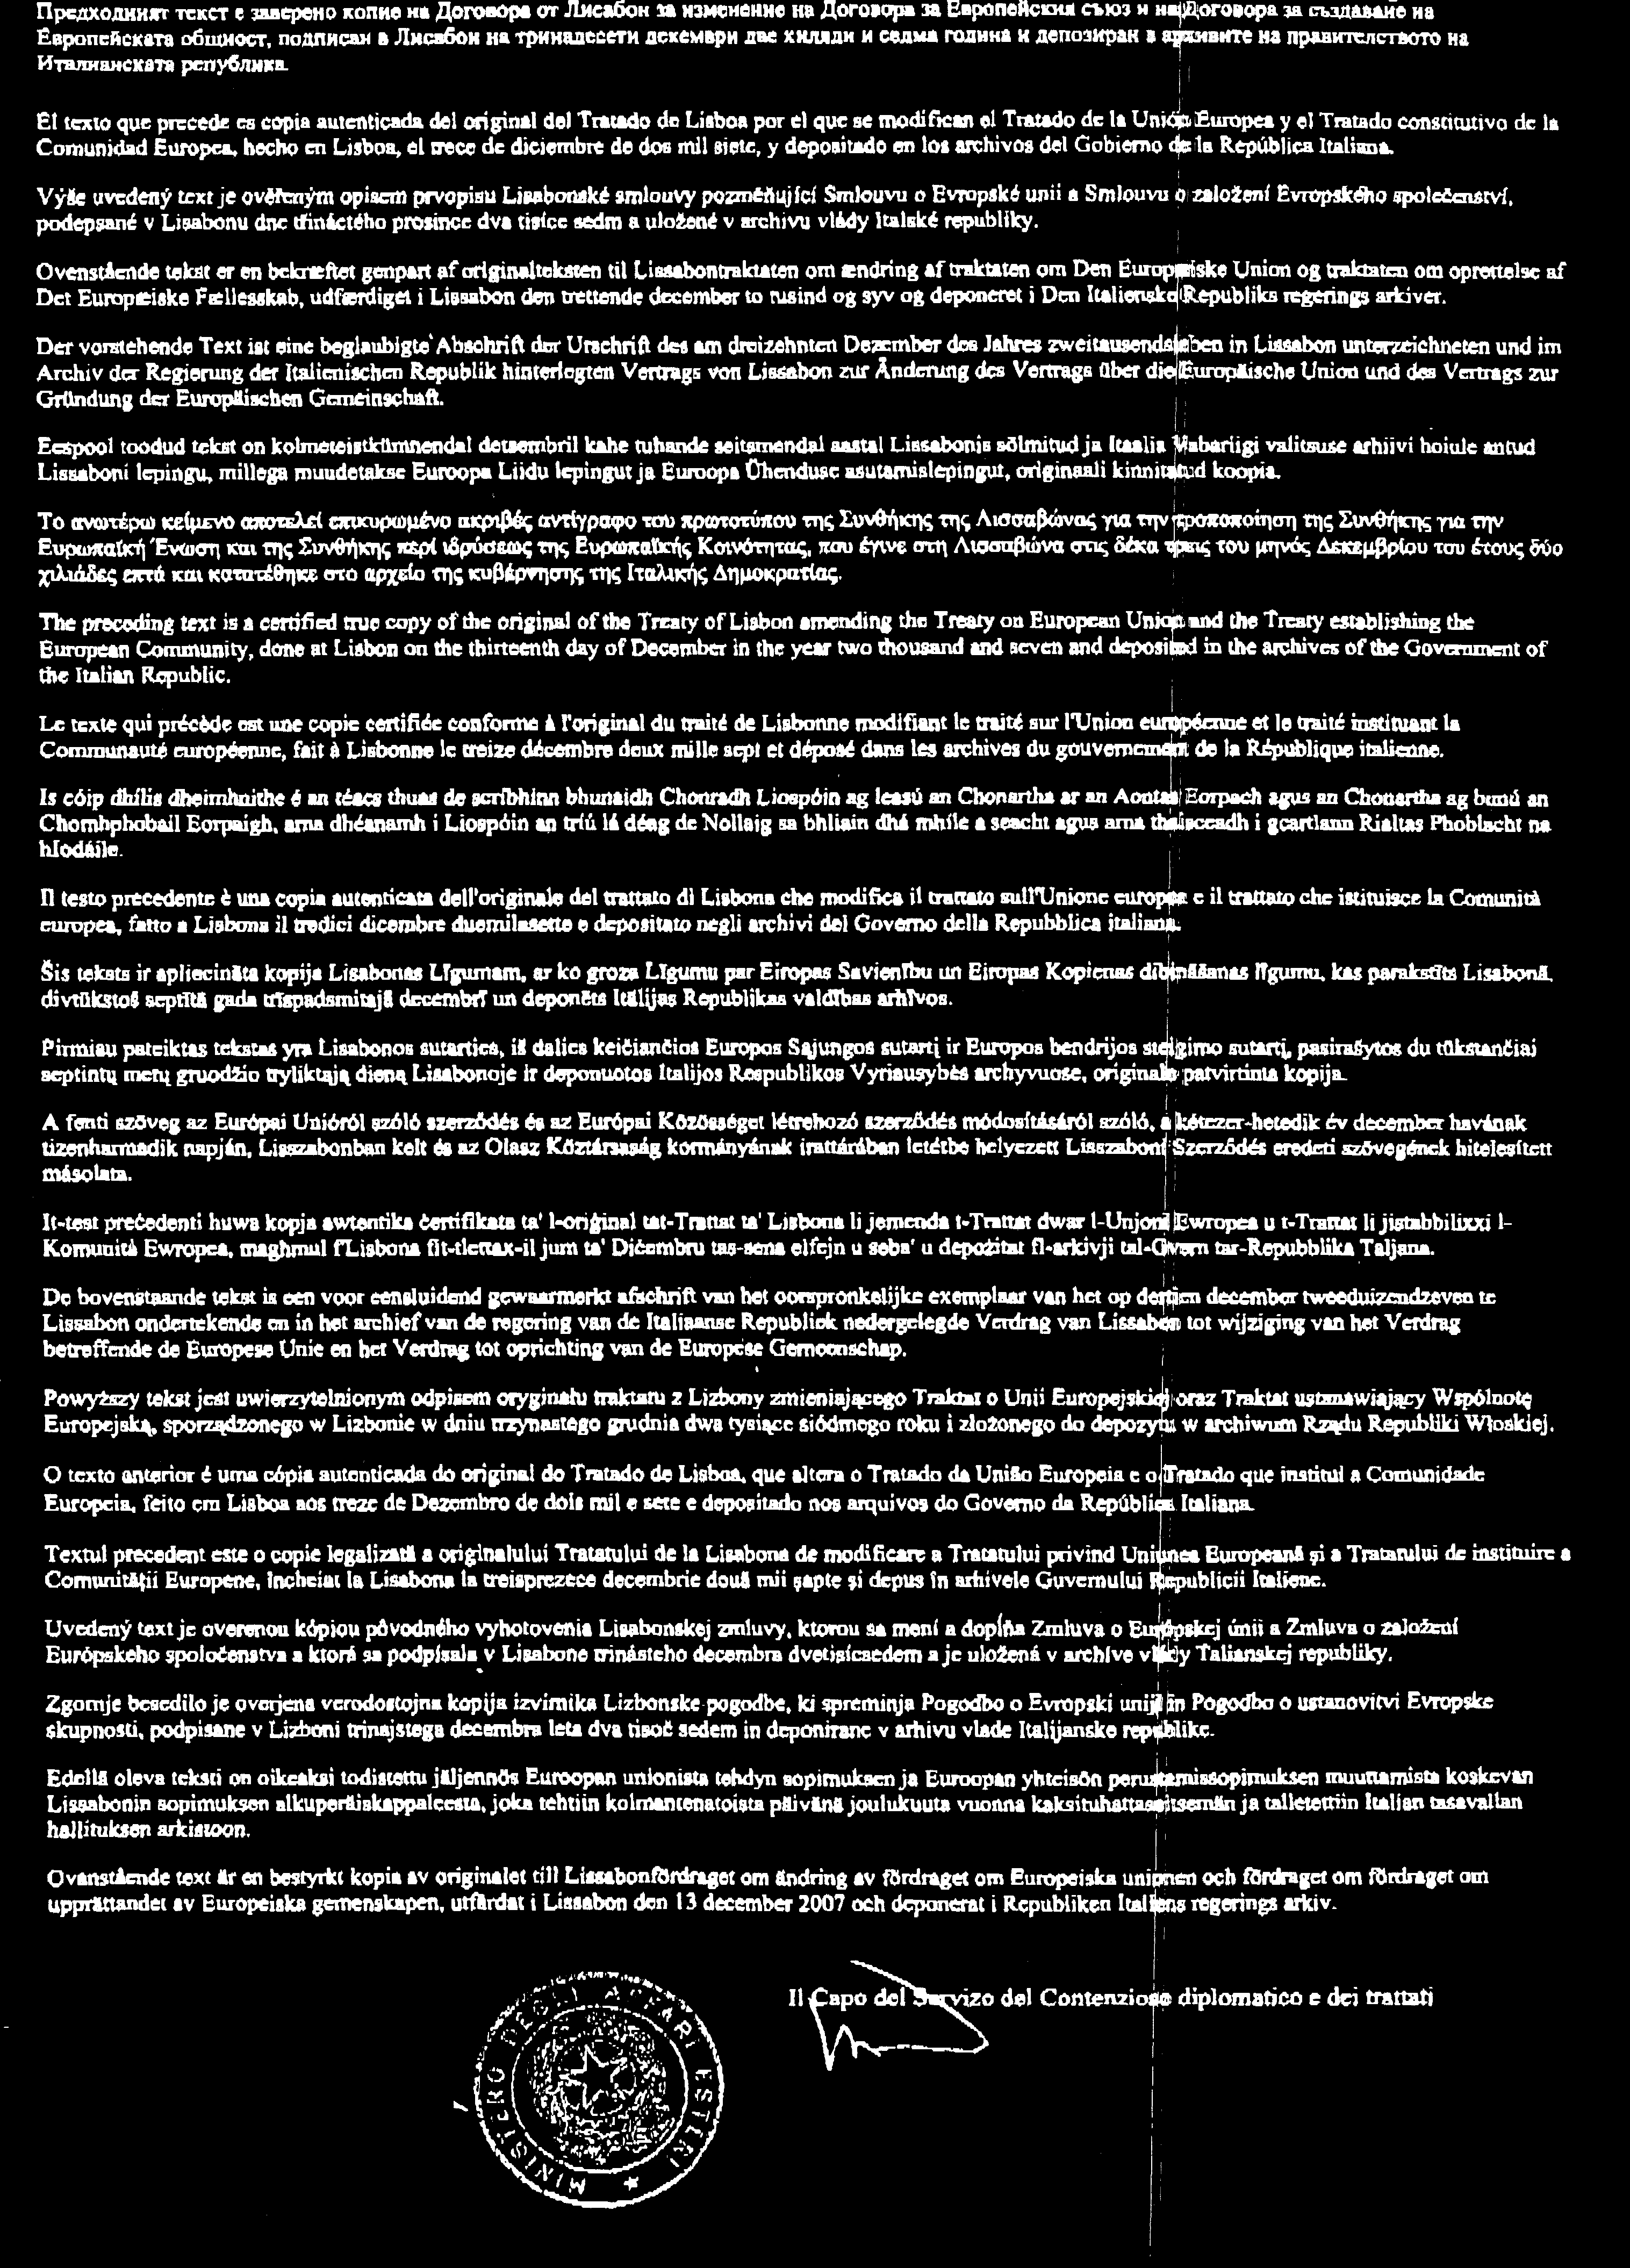 Предходният текст е заверено копие на Договора от Лисабон за изменение на Договора за Европейския съюз и на Договора за създаване на
Европейската общност, подписан в Лисабон на тринадесети декември две хиляди и седма година и депозиран в архивите на правителството на
Италианската република.
El texto que precede es copia autenticada del original del Tratado de Lisboa por el que se modifican el Tratado de la Unión Europea y el Tratado constitutivo de la
Comunidad Europea, hecho en Lisboa, el trece de diciembre de dos mil siete, y depositado en los archivos del Gobierno de la República Italiana.
Výše uvedený text je ověřeným opisem prvopisu Lisabonské smlouvy pozměňující Smlouvu o Evropské unii a Smlouvu o založení Evropského společenství,
podepsané v Lisabonu dne třináctého prosince dva tisíce sedm a uložené v archivu vlády Italské republiky.
Ovenstående tekst er en bekræftet genpart af originalteksten til Lissabontraktaten om ændring af traktaten om Den Europæiske Union og traktaten om oprettelse af
Det Europæiske Fællesskab, udfærdiget i Lissabon den trettende december to tusind og syv og deponeret i Den Italienske Republiks regerings arkiver.
Der vorstehende Text ist eine beglaubigte Abschrift der Urschrift des am dreizehnten Dezember des Jahres zweitausendsieben in Lissabon unterzeichneten und im
Archiv der Regierung der Italienischen Republik hinterlegten Vertrags von Lissabon zur Änderung des Vertrags über die Europäische Union und des Vertrags zur
Gründung der Europäischen Gemeinschaft.
Eespool toodud tekst on kolmeteistkümnendal detsembril kahe tuhande seitsmendal aastal Lissabonis sõlmitud ja Itaalia Vabariigi valitsuse arhiivi hoiule antud
Lissaboni lepingu, millega muudetakse Euroopa Liidu lepingut ja Euroopa Ühenduse asutamislepingut, originaali kinnitatud koopia.
Το ανωτέρω κείμενο αποτελεί επικυρωμένο ακριβές αντίγραφο του πρωτοτύπου της Συνθήκης της Λισσαβώνας για την τροποποίηση της Συνθήκης για την
Ευρωπαϊκή Ένωση και της Συνθήκης περί ιδρύσεως της Ευρωπαϊκής Κοινότητας, που έγινε στη Λισσαβώνα στις δέκα τρεις του μηνός Δεκεμβρίου του έτους δύο
χιλιάδες επτά και κατατέθηκε στο αρχείο της κυβέρνησης της Ιταλικής Δημοκρατίας.
The preceding text is a certified true copy of the original of the Treaty of Lisbon amending the Treaty on European Union and the Treaty establishing the
European Community, done at Lisbon on the thirteenth day of December in the year two thousand and seven and deposited in the archives of the Government of
the Italian Republic.
Le texte qui précède est une copie certifiée conforme à l'original du traité de Lisbonne modifiant le traité sur l'Union européenne et le traité instituant la
Communauté européenne, fait à Lisbonne le treize décembre deux mille sept et déposé dans les archives du gouvernement de la République italienne.
Is cóip dhílis dheimhnithe é an téacs thuas de scríbhinn bhunaidh Chonradh Liospóin ag leasú an Chonartha ar an Aontas Eorpach agus an Chonartha ag bunú an
Chomhphobail Eorpaigh, arna dhéanamh i Liospóin an tríú lá déag de Nollaig sa bhliain dhá mhíle a seacht agus arna thaisceadh i gcartlann Rialtas Phoblacht na
hIodáile.
Il testo precedente è una copia autenticata dell'originale del trattato di Lisbona che modifica il trattato sull'Unione europea e il trattato che istituisce la Comunità
europea, fatto a Lisbona il tredici dicembre duemilasette e depositato negli archivi del Governo della Repubblica italiana.
Šis teksts ir apliecināta kopija Lisabonas Līgumam, ar ko groza Līgumu par Eiropas Savienību un Eiropas Kopienas dibināšanas līgumu, kas parakstīts Lisabonā,
divtūkstoš septītā gada trīspadsmitajā decembrī un deponēts Itālijas Republikas valdības arhīvos.
Pirmiau pateiktas tekstas yra Lisabonos sutarties, iš dalies keičiančios Europos Sąjungos sutartį ir Europos bendrijos steigimo sutartį, pasirašytos du tūkstančiai
septintų metų gruodžio tryliktąją dieną Lisabonoje ir deponuotos Italijos Respublikos Vyriausybės archyvuose, originalo patvirtinta kopija.
A fenti szöveg az Európai Unióról szóló szerződés és az Európai Közösséget létrehozó szerződés módosításáról szóló, a kétezer-hetedik év december havának
tizenharmadik napján, Lisszabonban kelt és az Olasz Köztársaság kormányának irattárában letétbe helyezett Lisszaboni Szerződés eredeti szövegének hitelesített
másolata.
It-test preċedenti huwa kopja awtentika ċertifikata ta' l-oriġinal tat-Trattat ta' Lisbona li jemenda t-Trattat dwar l-Unjoni Ewropea u t-Trattat li jistabbilixxi l-
Komunità Ewropea, magħmul f'Lisbona fit-tlettax-il jum ta' Diċembru tas-sena elfejn u seba' u depożitat fl-arkivji tal-Gvern tar-Repubblika Taljana.
De bovenstaande tekst is een voor eensluidend gewaarmerkt afschrift van het oorspronkelijke exemplaar van het op dertien december tweeduizendzeven te
Lissabon ondertekende en in het archief van de regering van de Italiaanse Republiek nedergelegde Verdrag van Lissabon tot wijziging van het Verdrag
betreffende de Europese Unie en het Verdrag tot oprichting van de Europese Gemeenschap.
Powyższy tekst jest uwierzytelnionym odpisem oryginału traktatu z Lizbony zmieniającego Traktat o Unii Europejskiej oraz Traktat ustanawiający Wspólnotę
Europejską, sporządzonego w Lizbonie w dniu trzynastego grudnia dwa tysiące siódmego roku i złożonego do depozytu w archiwum Rządu Republiki Włoskiej.
O texto anterior é uma cópia autenticada do original do Tratado de Lisboa, que altera o Tratado da União Europeia e o Tratado que institui a Comunidade
Europeia, feito em Lisboa aos treze de Dezembro de dois mil e sete e depositado nos arquivos do Governo da República Italiana.
Textul precedent este o copie legalizată a originalului Tratatului de la Lisabona de modificare a Tratatului privind Uniunea Europeană și a Tratatului de instituire a
Comunității Europene, încheiat la Lisabona la treisprezece decembrie două mii șapte și depus în arhivele Guvernului Republicii Italiene.
Uvedený text je overenou kópiou pôvodného vyhotovenia Lisabonskej zmluvy, ktorou sa mení a dopĺňa Zmluva o Európskej únii a Zmluva o založení
Európskeho spoločenstva a ktorá sa podpísala v Lisabone trinásteho decembra dvetisícsedem a je uložená v archíve vlády Talianskej republiky.
Zgornje besedilo je overjena verodostojna kopija izvirnika Lizbonske pogodbe, ki spreminja Pogodbo o Evropski uniji in Pogodbo o ustanovitvi Evropske
skupnosti, podpisane v Lizboni trinajstega decembra leta dva tisoč sedem in deponirane v arhivu vlade Italijanske republike.
Edellä oleva teksti on oikeaksi todistettu jäljennös Euroopan unionista tehdyn sopimuksen ja Euroopan yhteisön perustamissopimuksen muuttamista koskevan
Lissabonin sopimuksen alkuperäiskappaleesta, joka tehtiin kolmantenatoista päivänä joulukuuta vuonna kaksituhattaseitsemän ja talletettiin Italian tasavallan
hallituksen arkistoon.
Ovanstående text är en bestyrkt kopia av originalet till Lissabonfördraget om ändring av fördraget om Europeiska unionen och fördraget om fördraget om
upprättandet av Europeiska gemenskapen, utfärdat i Lissabon den 13 december 2007 och deponerat i Republiken Italiens regerings arkiv.
Il Capo del Servizo del Contenzioso diplomatico e dei trattati
MINISTERO DEGLI AFFARI ESTERI